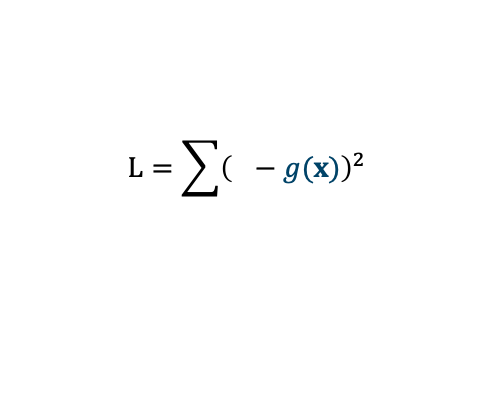 L = ∑( − g(𝐱))²